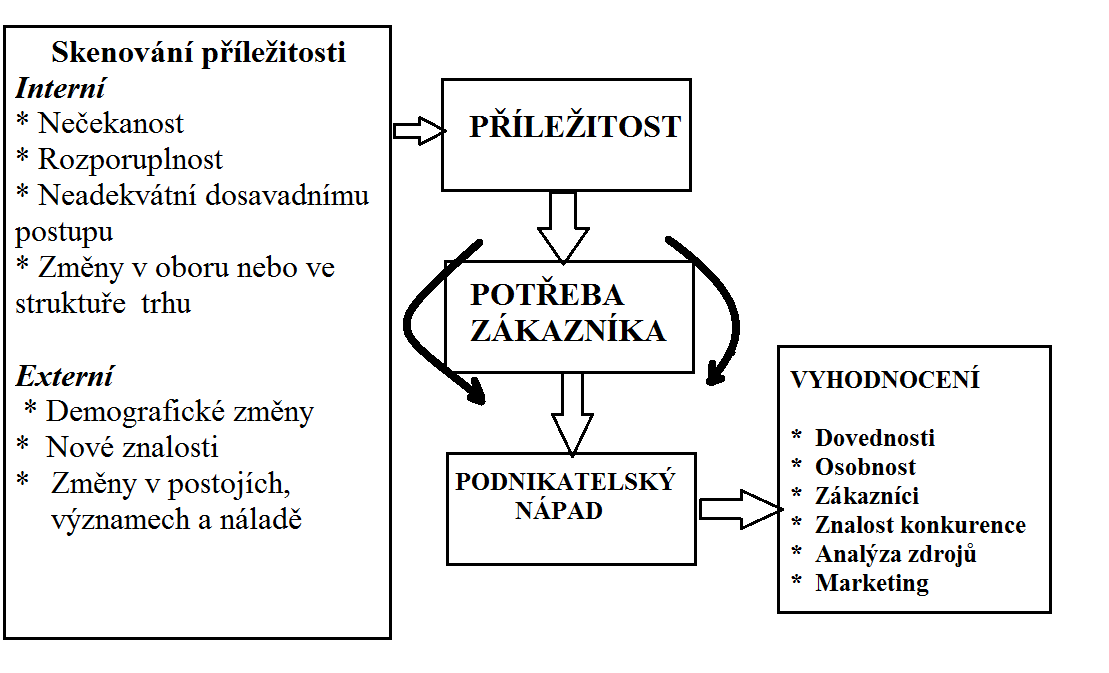 Skenování příležitosti
Interní
* Nečekanost
* Rozporuplnost
* Neadekvátní dosavadnímu
postupu
* Změny v oboru nebo ve
struktuře trhu
Externí
* Demografické změny
* Nové znalosti
* Změny v postojích,
významech a náladě
PŘÍLEŽITOST
POTŘEBA
ZÁKAZNÍKA
PODNIKATELSKÝ
NÁPAD
VYHODNOCENÍ
* Dovednosti
* Osobnost
* Zákazníci
* Znalost konkurence
* Analýza zdrojů
* Marketing